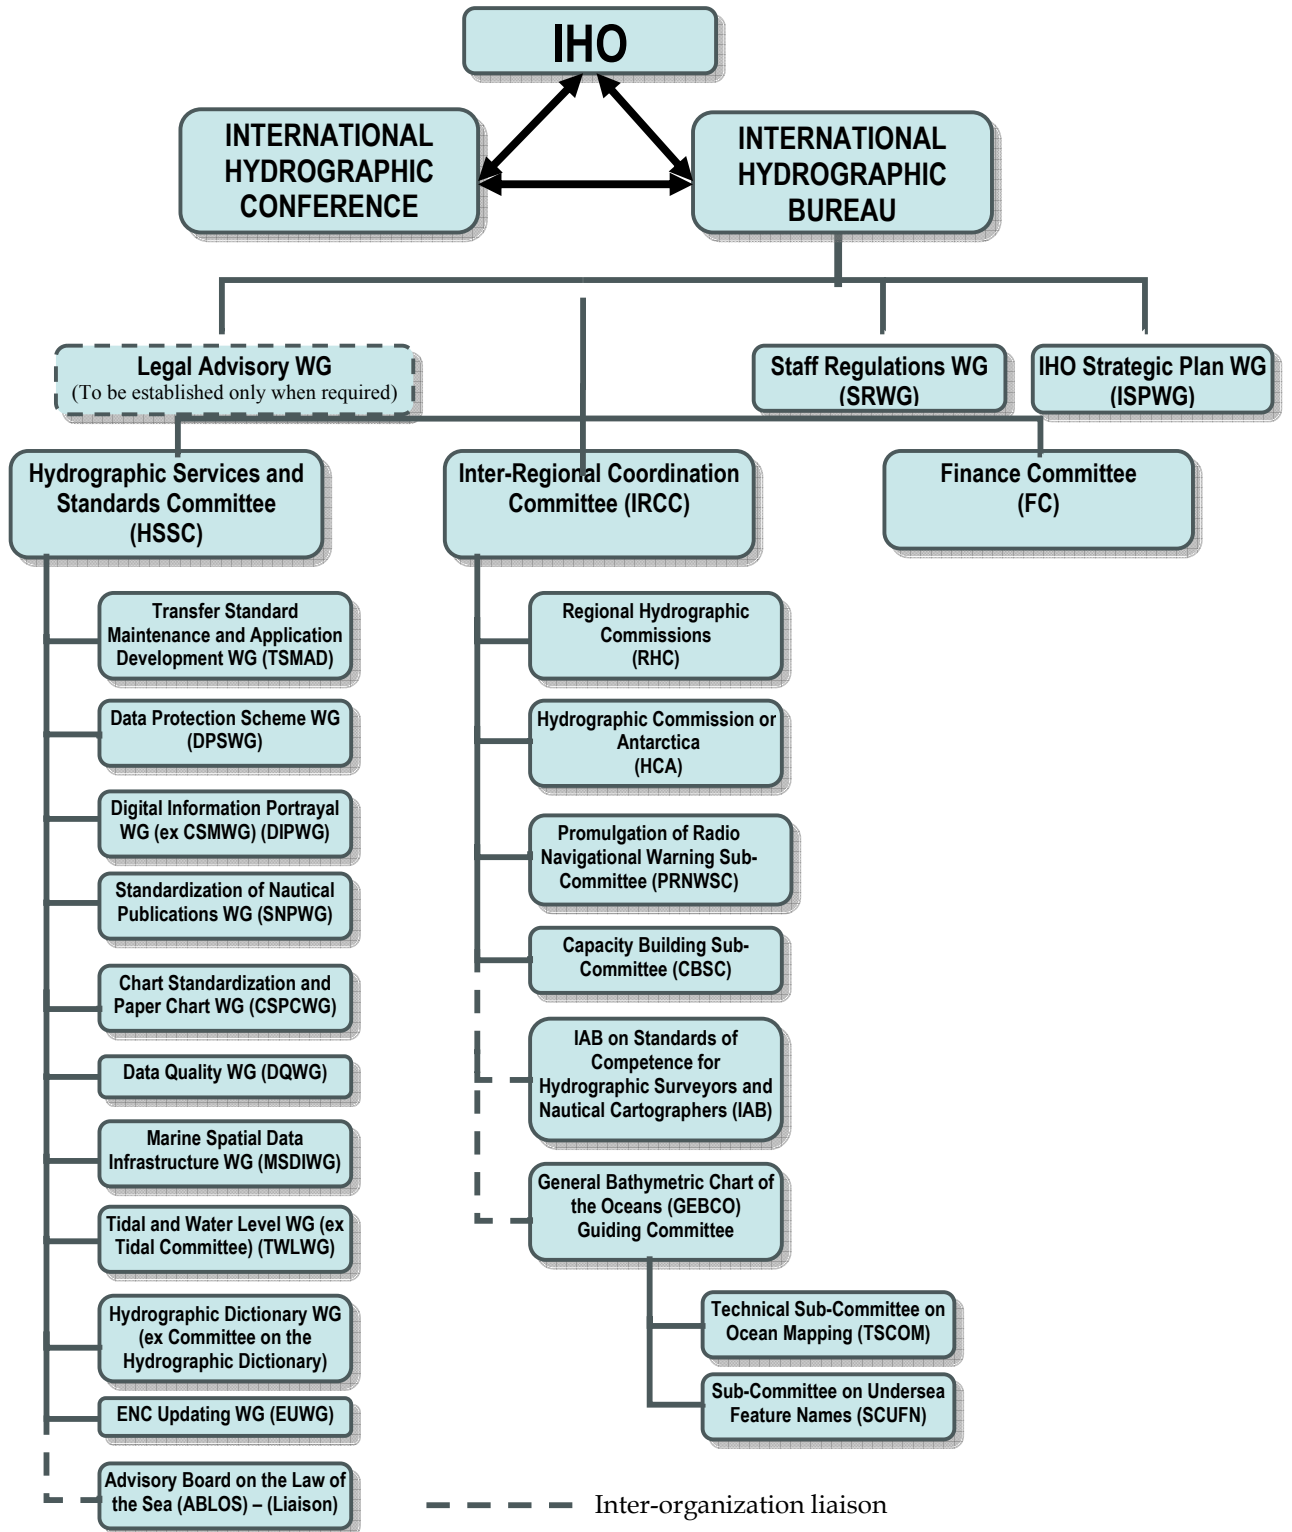 IHO
INTERNATIONAL
HYDROGRAPHIC
CONFERENCE
INTERNATIONAL
HYDROGRAPHIC
BUREAU
Legal Advisory WG
(To be established only when required)
Staff Regulations WG
(SRWG)
IHO Strategic Plan WG
(ISPWG)
Hydrographic Services and
Standards Committee
(HSSC)
Inter-Regional Coordination
Committee (IRCC)
Finance Committee
(FC)
Transfer Standard
Maintenance and Application
Development WG (TSMAD)
Data Protection Scheme WG
(DPSWG)
Digital Information Portrayal
WG (ex CSMWG) (DIPWG)
Standardization of Nautical
Publications WG (SNPWG)
Chart Standardization and
Paper Chart WG (CSPCWG)
Data Quality WG (DQWG)
Marine Spatial Data
Infrastructure WG (MSDIWG)
Tidal and Water Level WG (ex
Tidal Committee) (TWLWG)
Hydrographic Dictionary WG
(ex Committee on the
Hydrographic Dictionary)
ENC Updating WG (EUWG)
Advisory Board on the Law of
the Sea (ABLOS) – (Liaison)
Regional Hydrographic
Commissions
(RHC)
Hydrographic Commission or
Antarctica
(HCA)
Promulgation of Radio
Navigational Warning Sub-
Committee (PRNWSC)
Capacity Building Sub-
Committee (CBSC)
IAB on Standards of
Competence for
Hydrographic Surveyors and
Nautical Cartographers (IAB)
General Bathymetric Chart of
the Oceans (GEBCO)
Guiding Committee
Technical Sub-Committee on
Ocean Mapping (TSCOM)
Sub-Committee on Undersea
Feature Names (SCUFN)
Inter-organization liaison